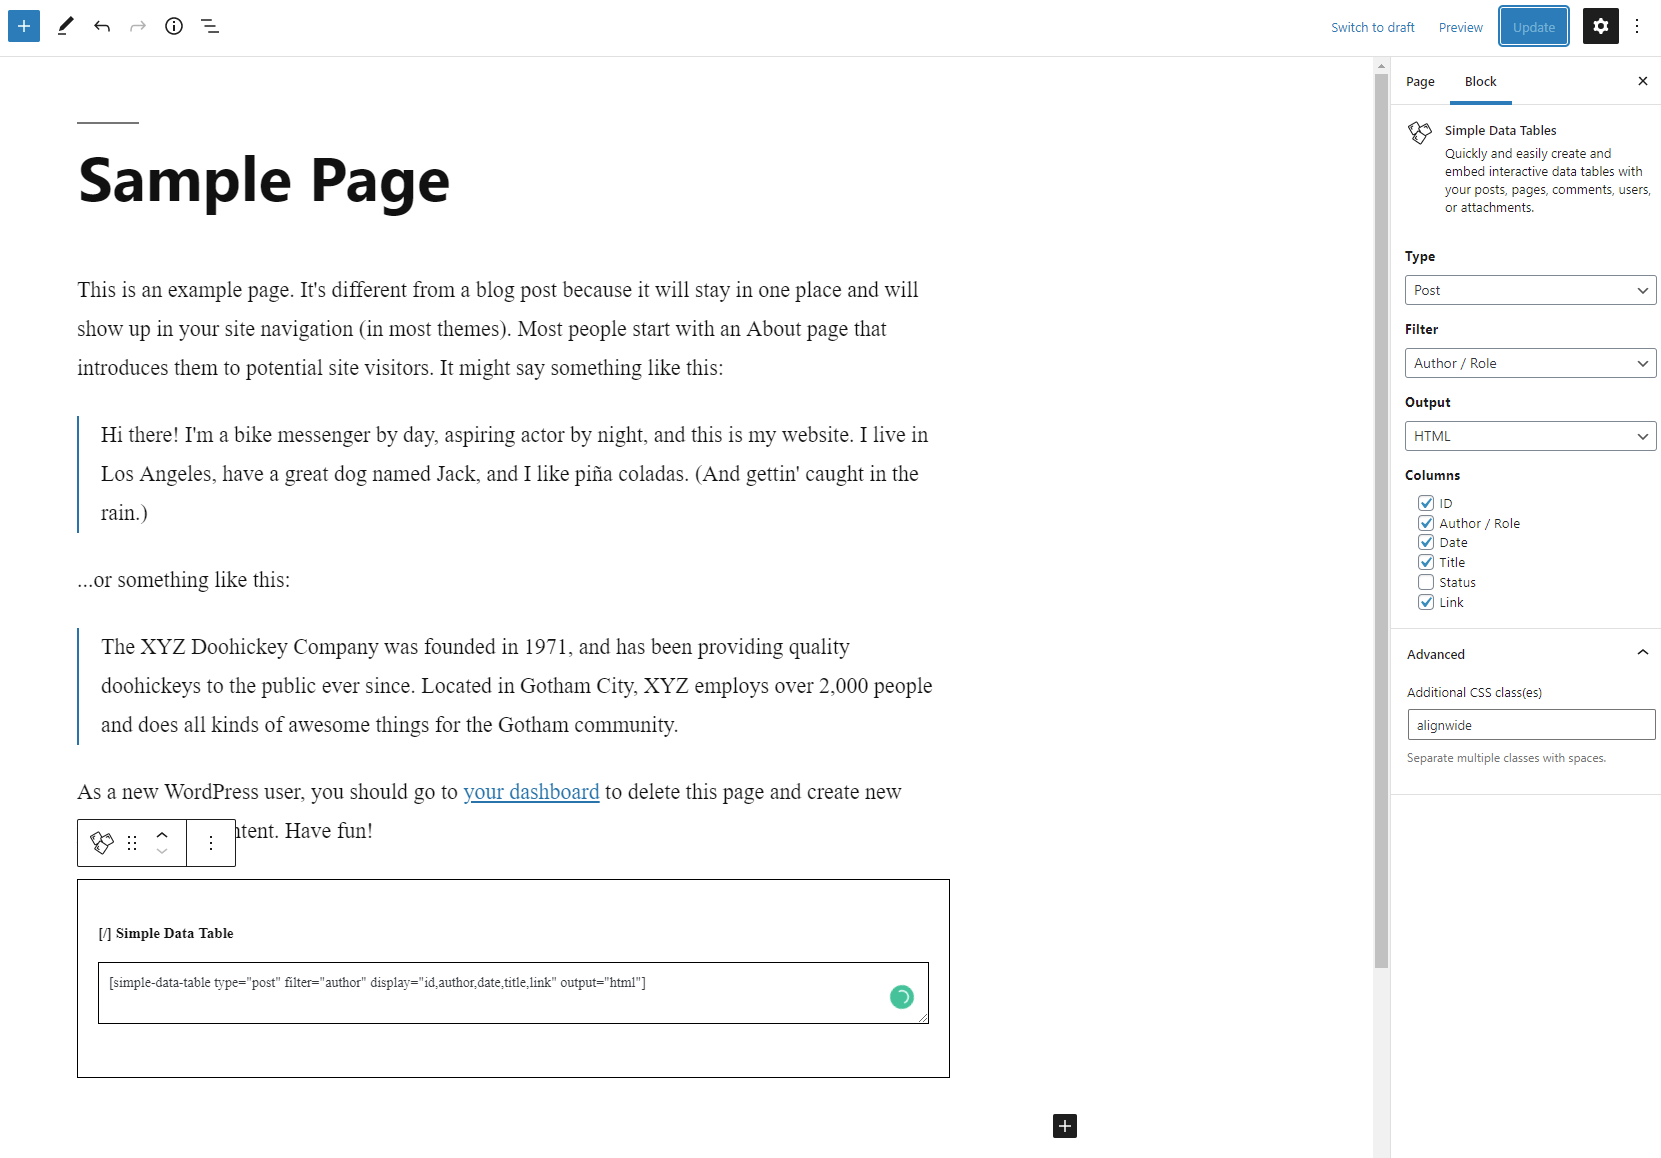 Switch to draft Preview Update
Page Block
Simple Data Tables
Quickly and easily create and
embed interactive data tables with
your posts, pages, comments, users,
or attachments.
Type
Post
Filter
Author / Role
Output
HTML
Columns
ID
Author / Role
Date
Title
Status
Link
Advanced
Additional CSS class(es)
alignwide
Separate multiple classes with spaces.
Sample Page
This is an example page. It's different from a blog post because it will stay in one place and will
show up in your site navigation (in most themes). Most people start with an About page that
introduces them to potential site visitors. It might say something like this:
Hi there! I'm a bike messenger by day, aspiring actor by night, and this is my website. I live in
Los Angeles, have a great dog named Jack, and I like piña coladas. (And gettin' caught in the
rain.)
...or something like this:
The XYZ Doohickey Company was founded in 1971, and has been providing quality
doohickeys to the public ever since. Located in Gotham City, XYZ employs over 2,000 people
and does all kinds of awesome things for the Gotham community.
As a new WordPress user, you should go to your dashboard to delete this page and create new
ntent. Have fun!
[/] Simple Data Table
[simple-data-table type="post" filter="author" display="id,author,date,title,link" output="html"]